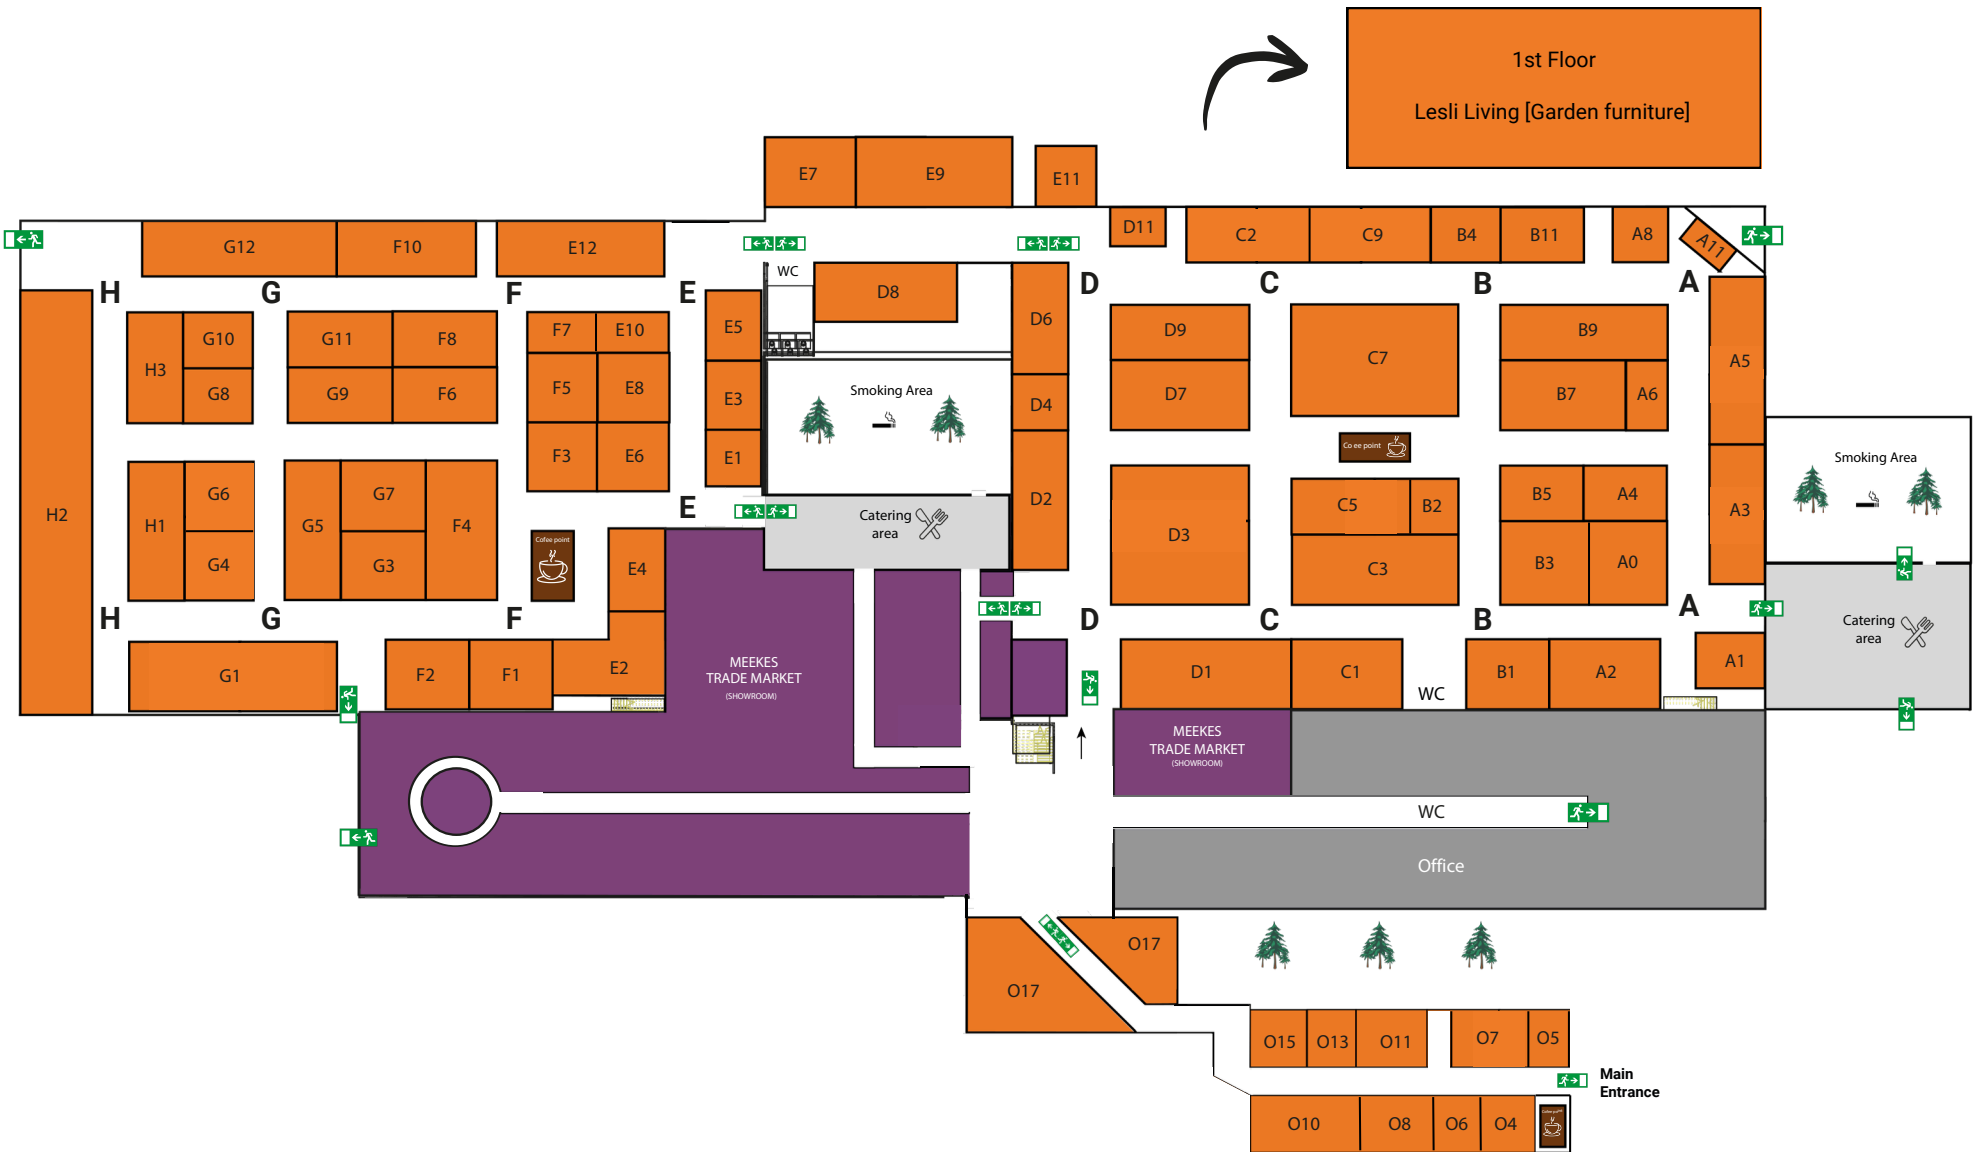 1st Floor
Lesli Living [Garden furniture]
E7
E9
E11
G12
F10
E12
D11
C2
C9
B4
B11
A8
A11
WC
D8
H
G
F
E
D
C
B
A
H3
G10
G8
G11
F8
G9
F6
F7
E10
F5
E8
F3
E6
E5
E3
E1
D6
D4
D2
Smoking Area
D9
D7
C7
B9
B7
A6
A5
A3
Co ee point
Smoking Area
H2
H1
G6
G4
G5
G7
G3
F4
Cofee point
E
Catering
area
E4
D3
C5
B2
C3
B5
A4
B3
A0
H
G
F
D
C
B
A
Catering
area
G1
F2
F1
E2
MEEKES
TRADE MARKET
(SHOWROOM)
D1
C1
WC
B1
A2
A1
MEEKES
TRADE MARKET
(SHOWROOM)
WC
Office
O17
O17
O15
O13
O11
O7
O5
Main
Entrance
O10
O8
O6
O4